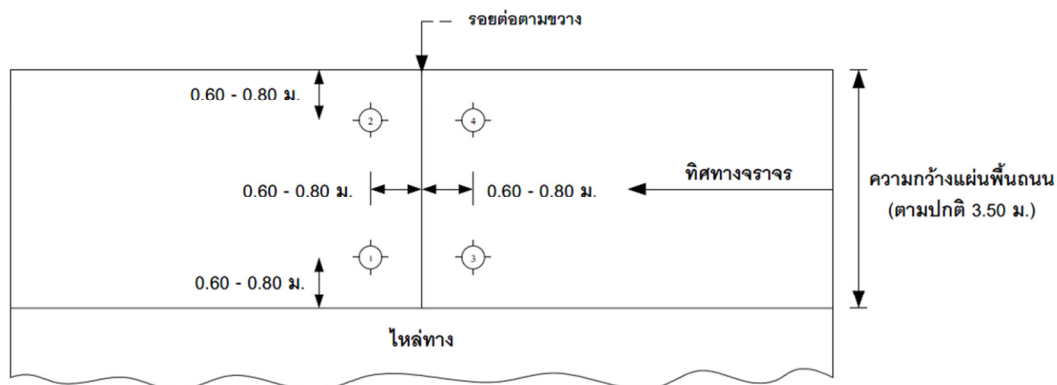 รอยต่อตามขวาง
0.60 - 0.80 ม.
2
4
ทิศทางจราจร
0.60 - 0.80 ม.
0.60 - 0.80 ม.
ความกว้างแผ่นพื้นถนน
(ตามปกติ 3.50 ม.)
1
3
0.60 - 0.80 ม.
ไหล่ทาง